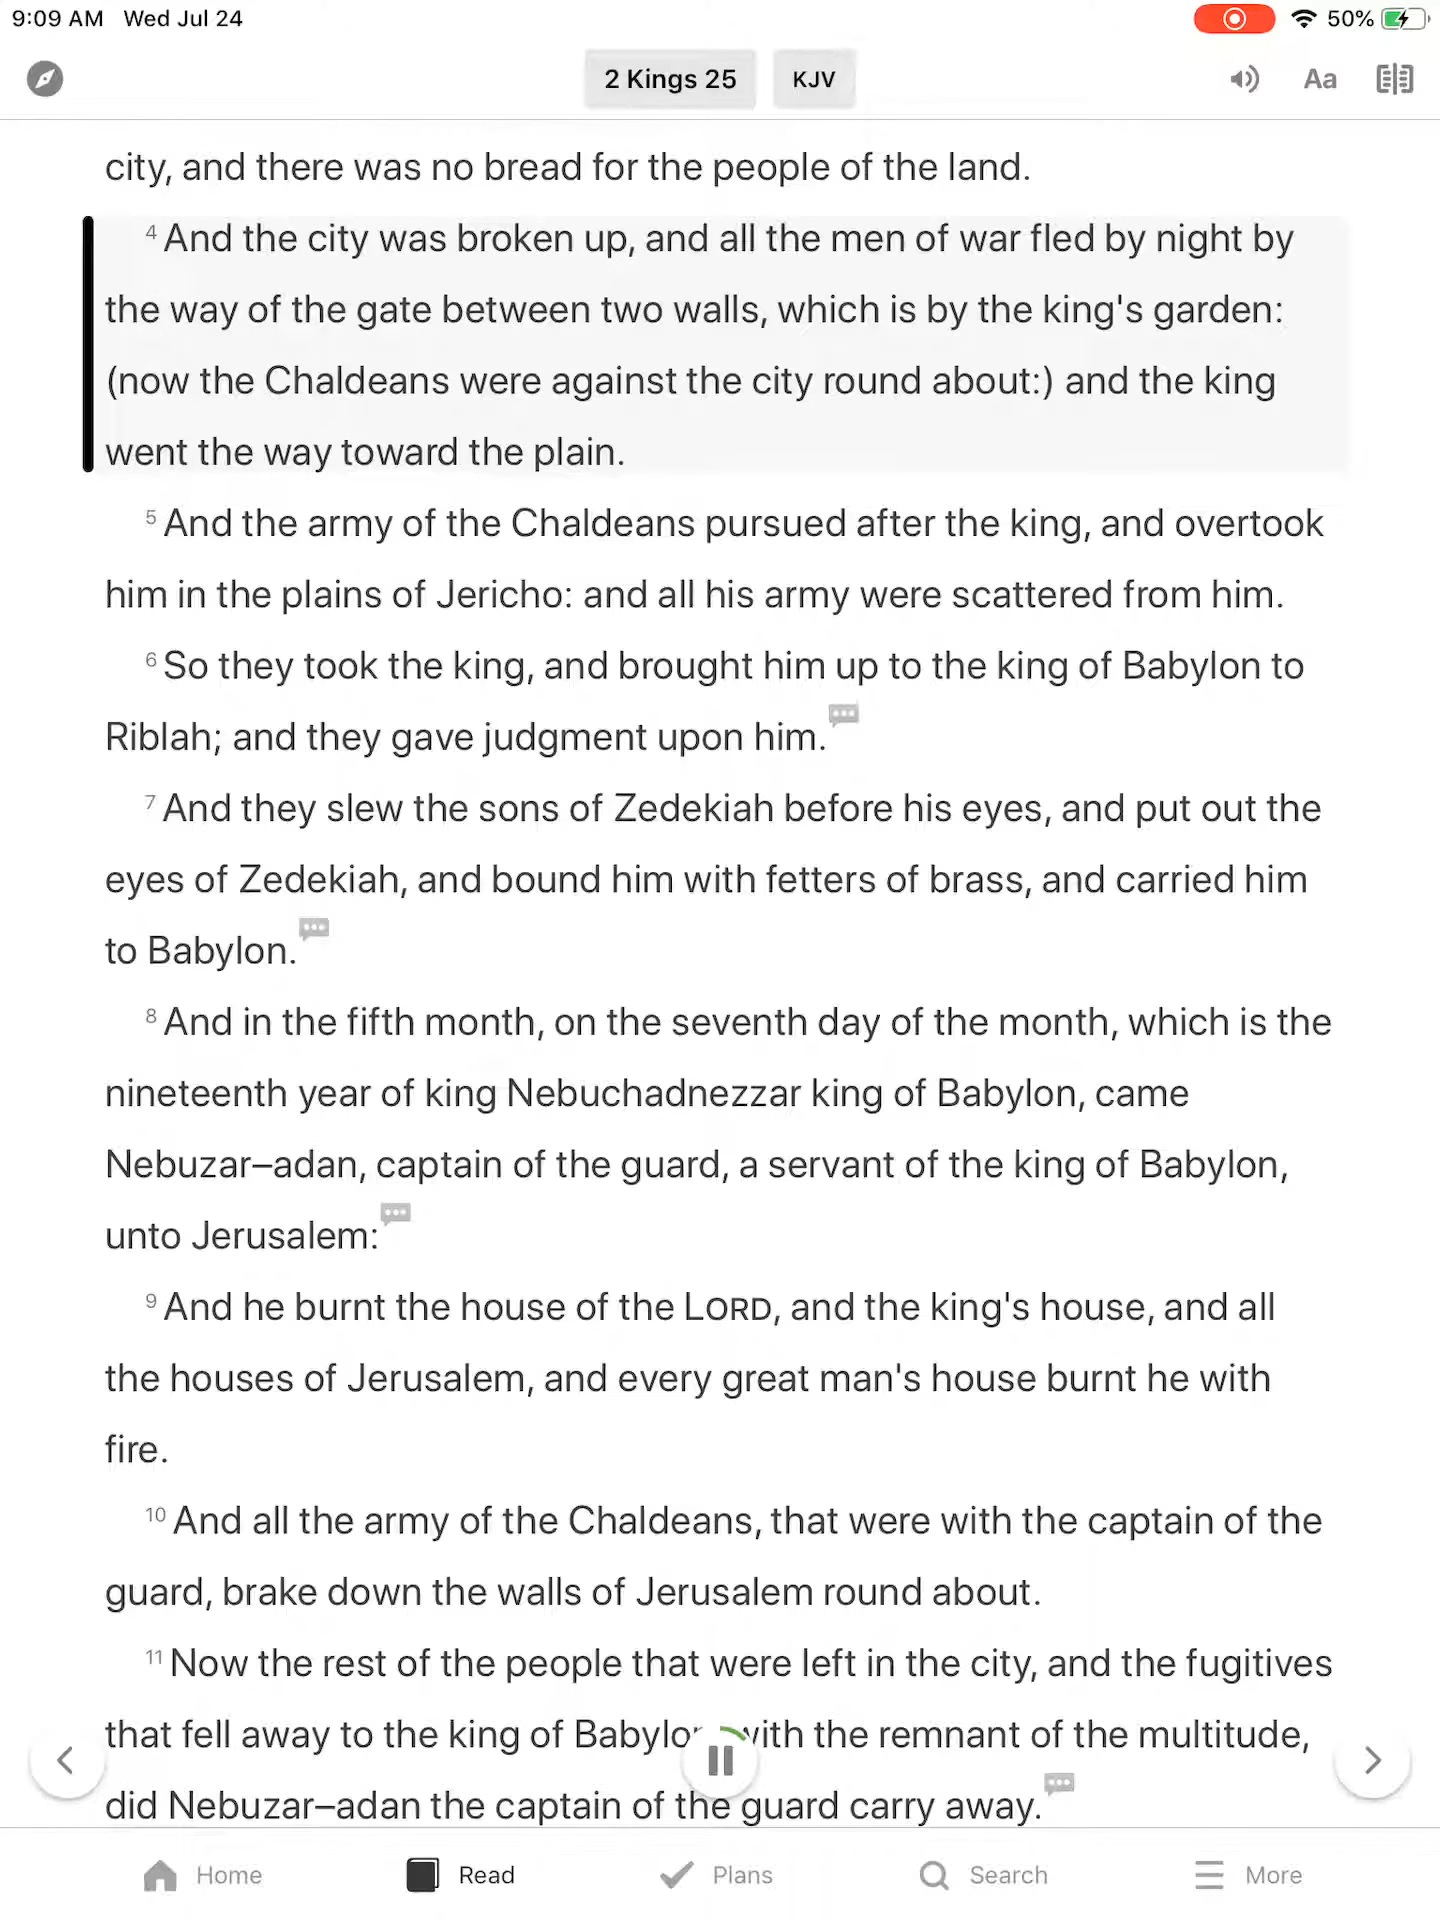 9:09 AM Wed Jul 24 50%
2 Kings 25 KJV Aa
city, and there was no bread for the people of the land.
4 And the city was broken up, and all the men of war fled by night by
the way of the gate between two walls, which is by the king's garden:
(now the Chaldeans were against the city round about:) and the king
went the way toward the plain.
5 And the army of the Chaldeans pursued after the king, and overtook
him in the plains of Jericho: and all his army were scattered from him.
6 So they took the king, and brought him up to the king of Babylon to
Riblah; and they gave judgment upon him.
7 And they slew the sons of Zedekiah before his eyes, and put out the
eyes of Zedekiah, and bound him with fetters of brass, and carried him
to Babylon.
8 And in the fifth month, on the seventh day of the month, which is the
nineteenth year of king Nebuchadnezzar king of Babylon, came
Nebuzar–adan, captain of the guard, a servant of the king of Babylon,
unto Jerusalem:
9 And he burnt the house of the LORD, and the king's house, and all
the houses of Jerusalem, and every great man's house burnt he with
fire.
10 And all the army of the Chaldeans, that were with the captain of the
guard, brake down the walls of Jerusalem round about.
11 Now the rest of the people that were left in the city, and the fugitives
that fell away to the king of Babylon with the remnant of the multitude,
did Nebuzar–adan the captain of the guard carry away.
Home Read Plans Search More